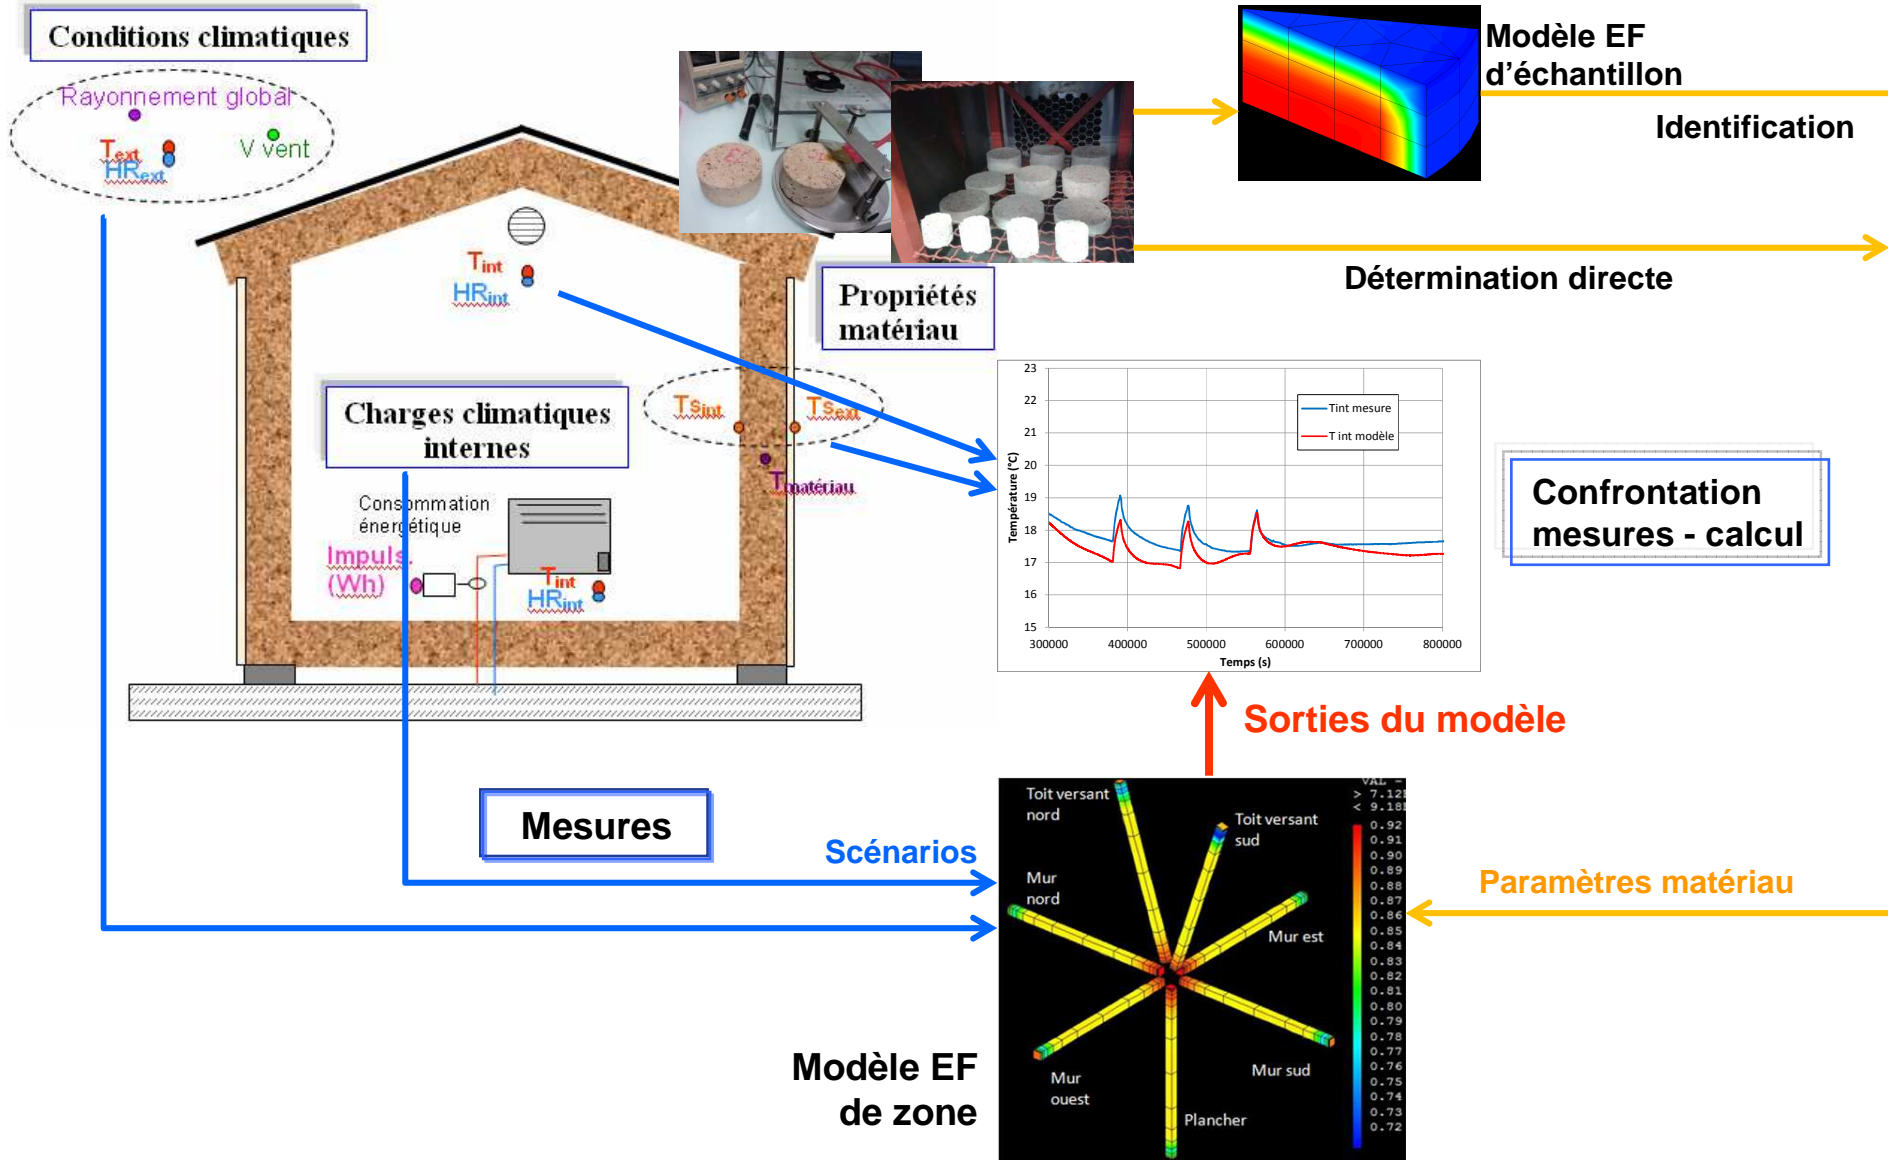 Conditions climatiques
Rayonnement global
Text
HRext
V vent
Modèle EF
d'échantillon
Identification
Détermination directe
Tint
HRint
Propriétés
matériau
Charges climatiques
internes
Tsint
Tsext
Tmatériau
Consommation
énergétique
Impuls.
(Wh)
Tint
HRint
23
22
21
20
19
18
17
16
15
Température (°C)
Tint mesure
T int modèle
300000 400000 500000 600000 700000 800000
Temps (s)
Confrontation
mesures - calcul
Sorties du modèle
Mesures
Scénarios
Paramètres matériau
Modèle EF
de zone
Toit versant
nord
Toit versant
sud
Mur
nord
Mur est
Mur sud
Mur
ouest
Plancher
VAL -
> 7.12
< 9.18
0.92
0.91
0.90
0.89
0.88
0.87
0.86
0.85
0.84
0.83
0.82
0.81
0.80
0.79
0.78
0.77
0.76
0.75
0.74
0.73
0.72